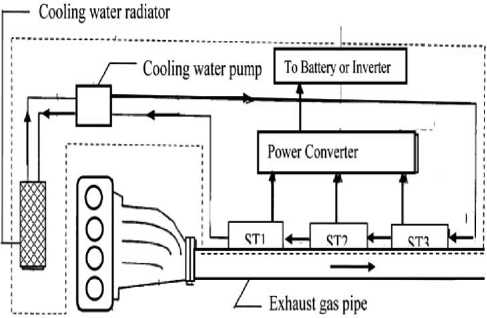 Cooling water radiator
Cooling water pump
To Battery or Inverter
Power Converter
ST1
ST2
ST3
Exhaust gas pipe